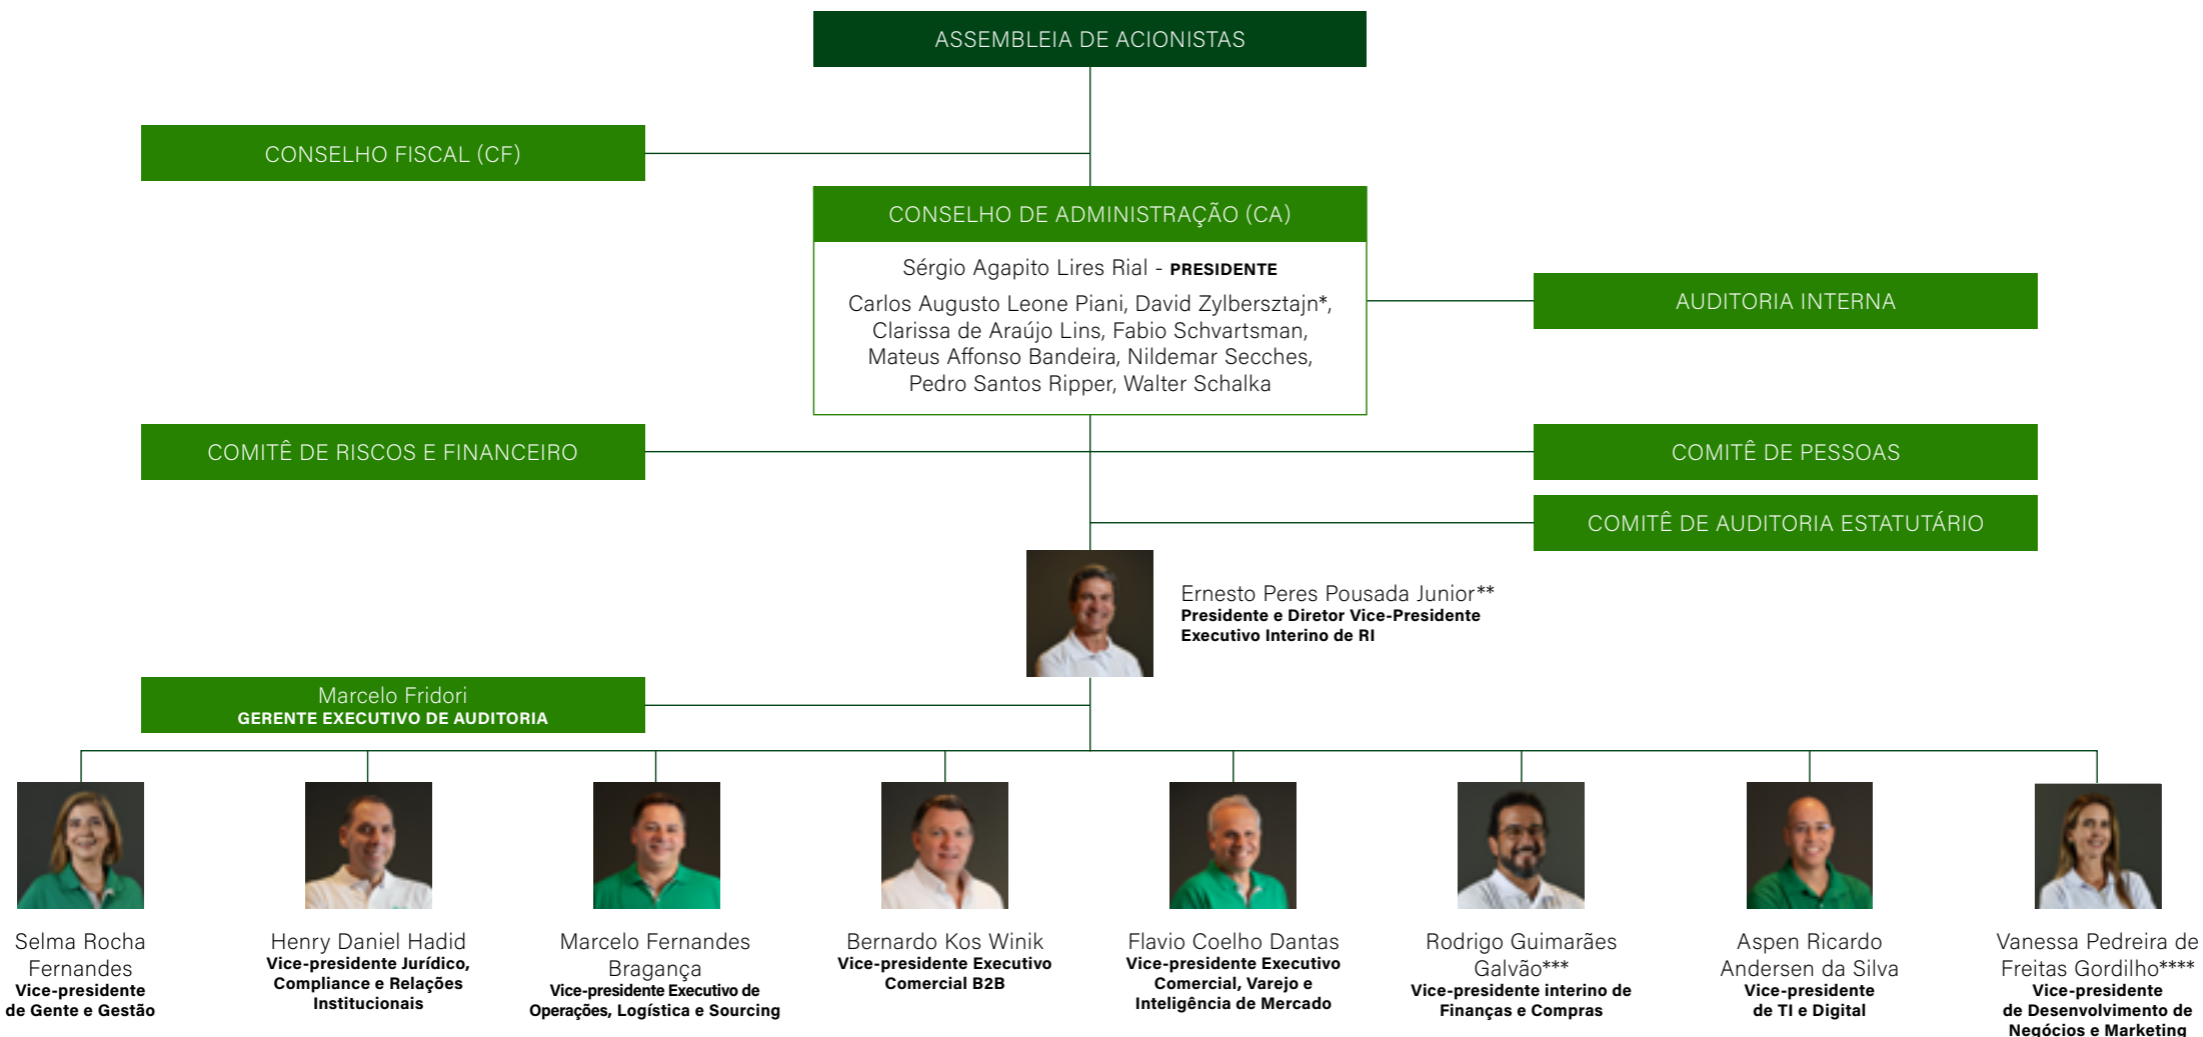 ASSEMBLEIA DE ACIONISTAS
CONSELHO FISCAL (CF)
CONSELHO DE ADMINISTRAÇÃO (CA)
Sérgio Agapito Lires Rial - PRESIDENTE
Carlos Augusto Leone Piani, David Zylbersztajn*,
Clarissa de Araújo Lins, Fabio Schvartsman,
Mateus Affonso Bandeira, Nildemar Secches,
Pedro Santos Ripper, Walter Schalka
AUDITORIA INTERNA
COMITÊ DE RISCOS E FINANCEIRO
COMITÊ DE PESSOAS
COMITÊ DE AUDITORIA ESTATUTÁRIO
Ernesto Peres Pousada Junior**
Presidente e Diretor Vice-Presidente
Executivo Interino de RI
Marcelo Fridori
GERENTE EXECUTIVO DE AUDITORIA
Selma Rocha
Fernandes
Vice-presidente
de Gente e Gestão
Henry Daniel Hadid
Vice-presidente Jurídico,
Compliance e Relações
Institucionais
Marcelo Fernandes
Bragança
Vice-presidente Executivo de
Operações, Logística e Sourcing
Bernardo Kos Winik
Vice-presidente Executivo
Comercial B2B
Flavio Coelho Dantas
Vice-presidente Executivo
Comercial, Varejo e
Inteligência de Mercado
Rodrigo Guimarães
Galvão***
Vice-presidente interino de
Finanças e Compras
Aspen Ricardo
Andersen da Silva
Vice-presidente
de TI e Digital
Vanessa Pedreira de
Freitas Gordilho****
Vice-presidente
de Desenvolvimento de
Negócios e Marketing